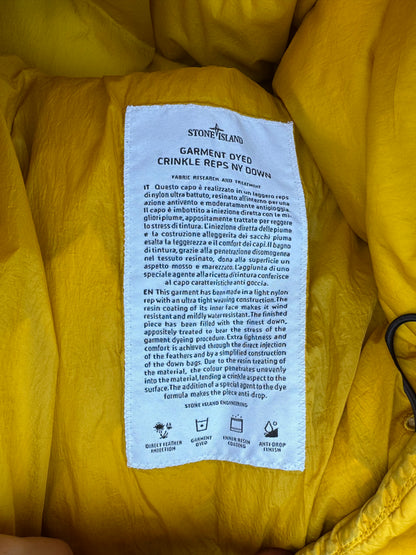 STONE ISLAND
GARMENT DYED
CRINKLE REPS NY DOWN
FABRIC RESEARCH AND TREATMENT
IT Questo capo è realizzato in un leggero reps
di nylon ultra battuto, resinato all'interno per una
azione antivento e moderatamente antipioggia.
Il capo è imbottito a iniezione diretta con le mi-
gliori piume, appositamente trattate per reggere
lo stress di tintura. L'iniezione diretta delle piume
e la costruzione alleggerita dei sacchi piuma
esalta la leggerezza e il comfort dei capi. Il bagno
di tintura, grazie alla penetrazione disomogenea
nel tessuto resinato, dona alla superficie un
aspetto mosso e marezzato. L'aggiunta di uno
speciale agente alla ricetta di tintura conferisce
al capo caratteristiche anti goccia.
EN This garment has been made in a light nylon
rep with an ultra tight weaving construction. The
resin coating of its inner face makes it wind
resistant and mildly water resistant. The finished
piece has been filled with the finest down,
appositely treated to bear the stress of the
garment dyeing procedure. Extra lightness and
comfort is achieved through the direct injection
of the feathers and by a simplified construction
of the down bags. Due to the resin treating of
the material, the colour penetrates unevenly
into the material, lending a crinkle aspect to the
surface. The addition of a special agent to the dye
formula makes the piece anti-drop.
STONE ISLAND ENGINEERING
DIRECT FEATHER
INJECTION
GARMENT
DYED
INNER RESIN
COATING
ANTI-DROP
FINISH